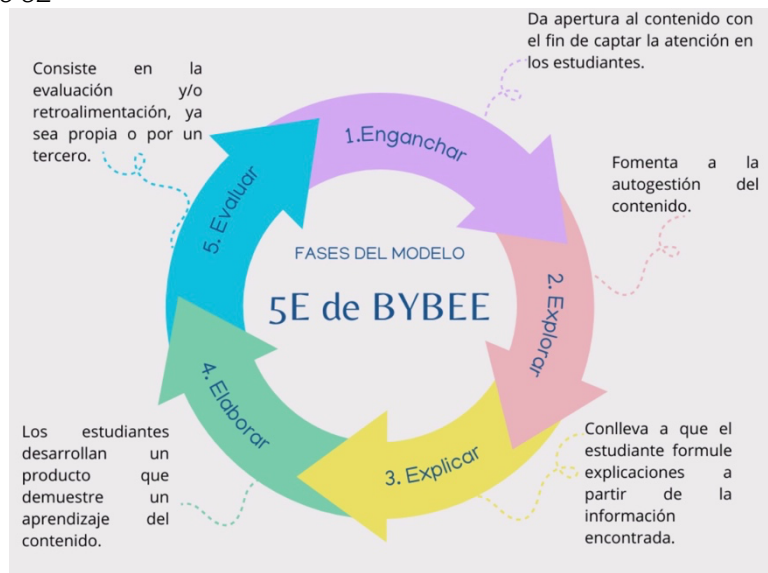 Da apertura al contenido con
el fin de captar la atención en
los estudiantes.
Consiste en la
evaluación y/o
retroalimentación, ya
sea propia o por un
tercero.
1.Enganchar
Fomenta a la
autogestión del
contenido.
5. Evaluar
FASES DEL MODELO
5E de BYBEE
2. Explorar
4. Elaborar
3. Explicar
Los estudiantes
desarrollan un
producto que
demuestre un
aprendizaje del
contenido.
Conlleva a que el
estudiante formule
explicaciones a
partir de la
información
encontrada.